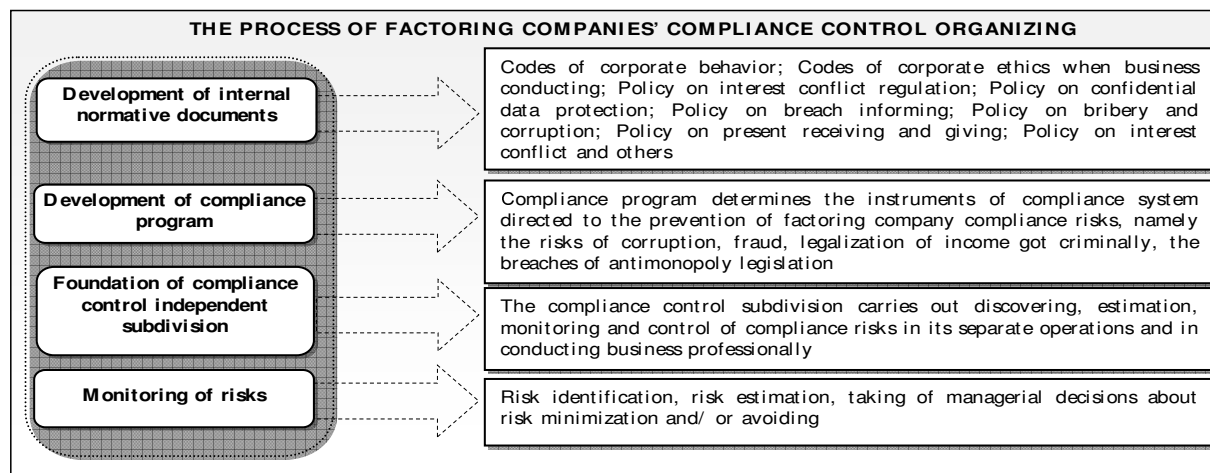 THE PROCESS OF FACTORING COMPANIES' COMPLIANCE CONTROL ORGANIZING
Development of internal
normative documents
Codes of corporate behavior; Codes of corporate ethics when business
conducting; Policy on interest conflict regulation; Policy on confidential
data protection; Policy on breach informing; Policy on bribery and
corruption; Policy on present receiving and giving; Policy on interest
conflict and others
Development of compliance
program
Compliance program determines the instruments of compliance system
directed to the prevention of factoring company compliance risks, namely
the risks of corruption, fraud, legalization of income got criminally, the
breaches of antimonopoly legislation
Foundation of compliance
control independent
subdivision
The compliance control subdivision carries out discovering, estimation,
monitoring and control of compliance risks in its separate operations and in
conducting business professionally
Monitoring of risks
Risk identification, risk estimation, taking of managerial decisions about
risk minimization and/ or avoiding